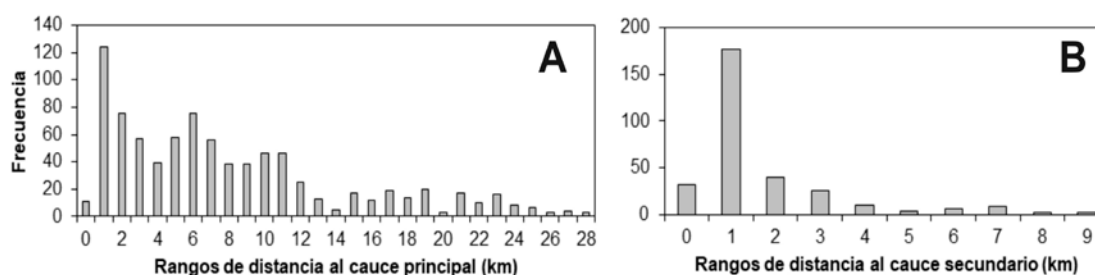 Frecuencia
140
120
100
80
60
40
20
0
A
0 2 4 6 8 10 12 14 16 18 20 22 24 26 28
Rangos de distancia al cauce principal (km)
200
150
100
50
0
B
0 1 2 3 4 5 6 7 8 9
Rangos de distancia al cauce secundario (km)